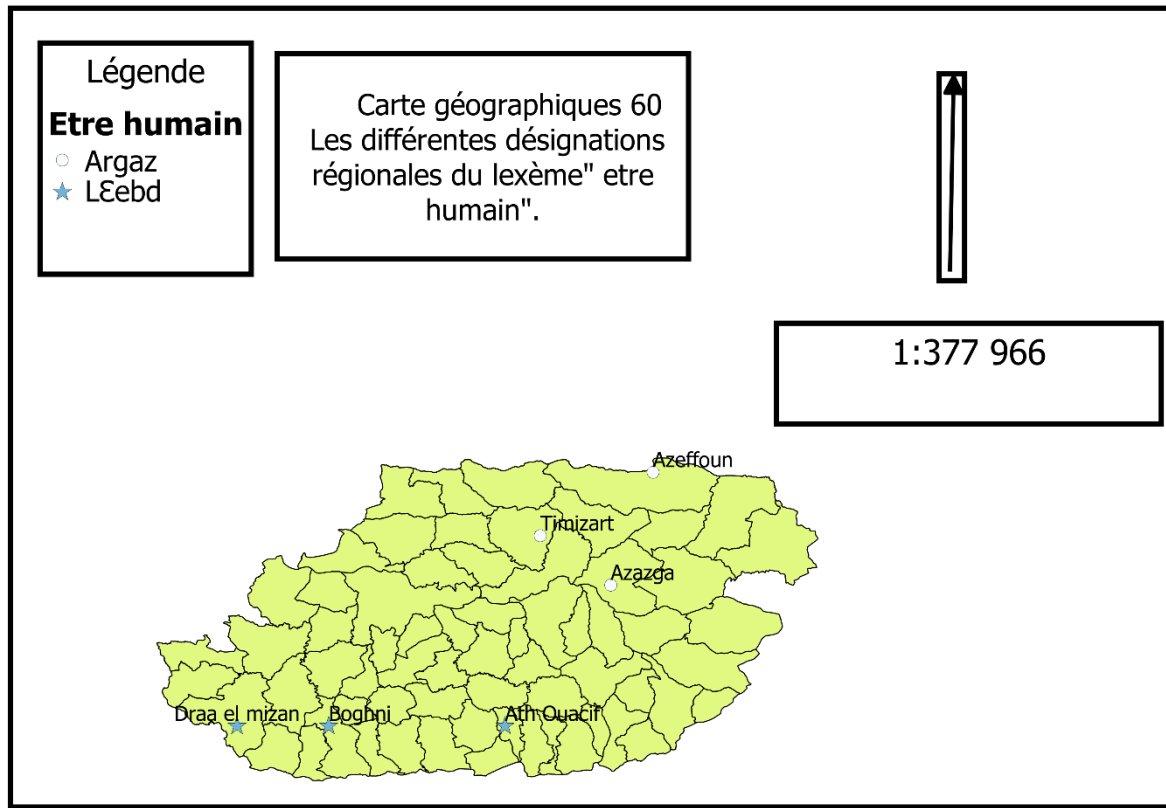 Légende
Etre humain
Argaz
LƐebd
Carte géographiques 60
Les différentes désignations
régionales du lexème" etre
humain".
1:377 966
Azeffoun
Timizart
Azazga
Draa el mizan
Boghni
Ath Ouacif